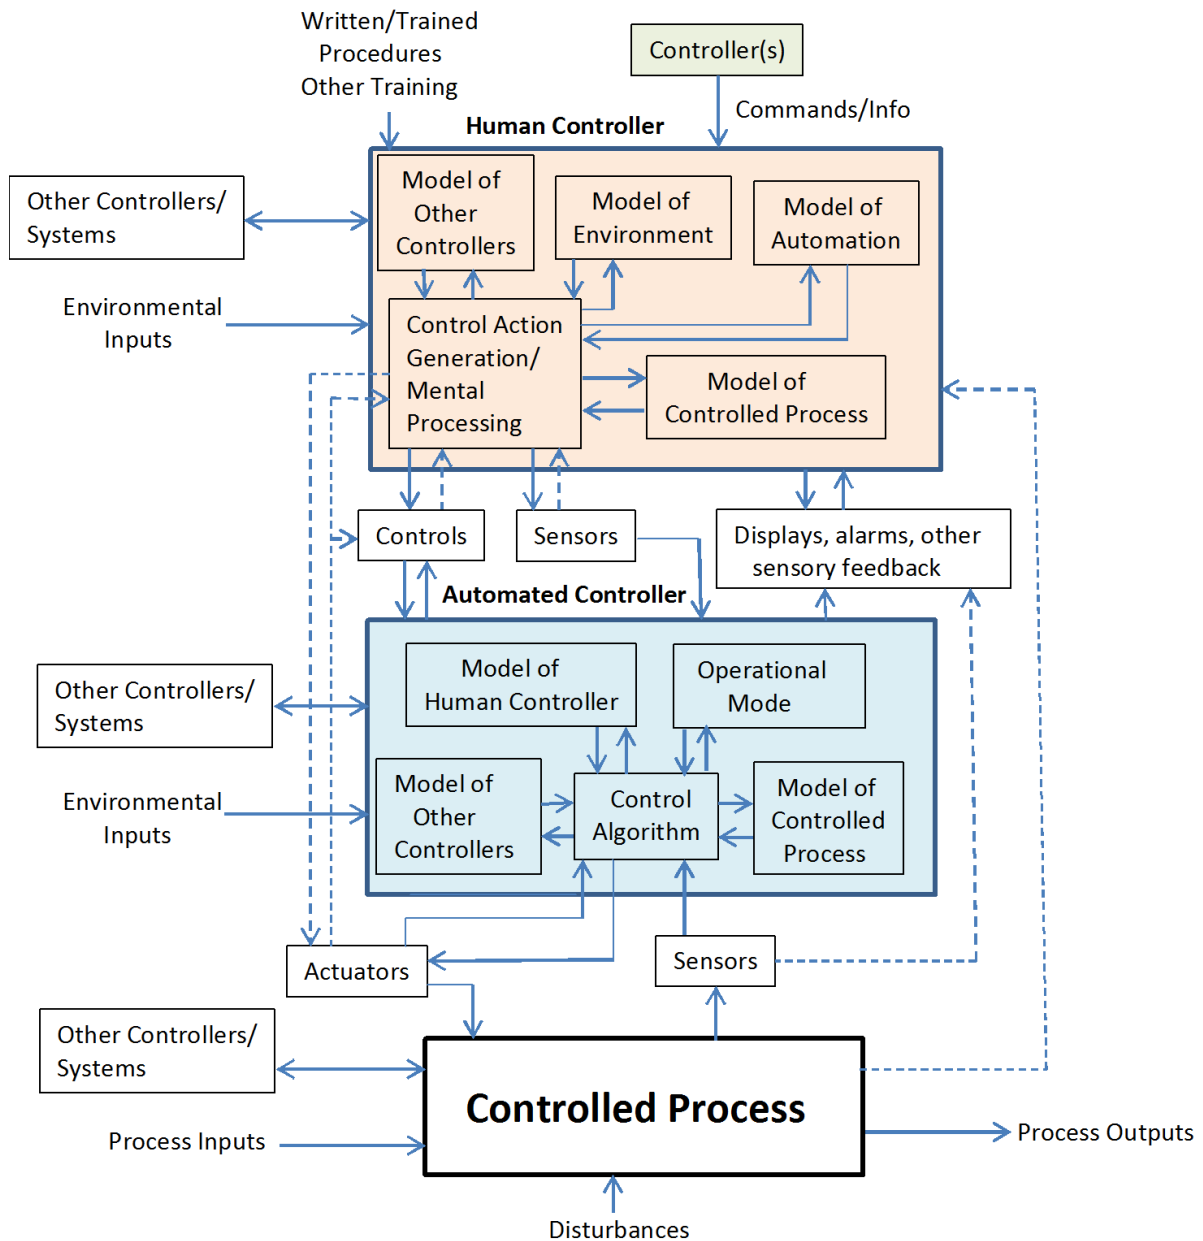 Written/Trained
Procedures
Other Training
Controller(s)
Commands/Info
Human Controller
Model of
Other
Controllers
Model of
Environment
Model of
Automation
Other Controllers/
Systems
Environmental
Inputs
Control Action
Generation/
Mental
Processing
Model of
Controlled Process
Controls
Sensors
Displays, alarms, other
sensory feedback
Automated Controller
Model of
Human Controller
Operational
Mode
Other Controllers/
Systems
Environmental
Inputs
Model of
Other
Controllers
Control
Algorithm
Model of
Controlled
Process
Actuators
Sensors
Other Controllers/
Systems
Controlled Process
Process Inputs
Process Outputs
Disturbances